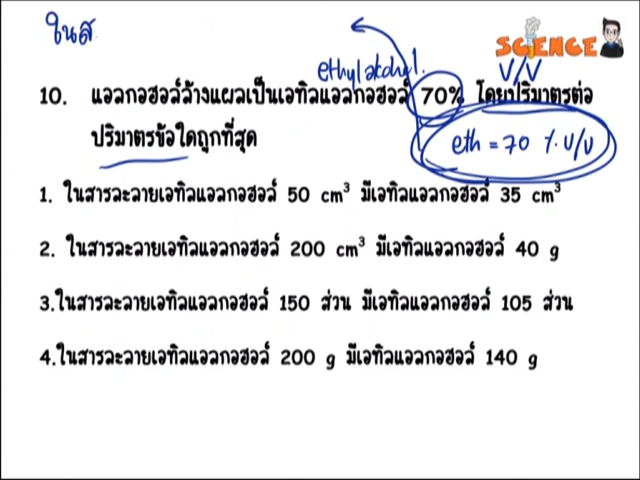 ในส
SCIENCE
ethyl alcohol.
V/V
10. แอลกอฮอล์ล้างแผลเป็นเอทิลแอลกอฮอล์ 70% โดยปริมาตรต่อ
ปริมาตรข้อใดถูกที่สุด
eth = 70 %.V/V
1. ในสารละลายเอทิลแอลกอฮอล์ 50 cm³ มีเอทิลแอลกอฮอล์ 35 cm³
2. ในสารละลายเอทิลแอลกอฮอล์ 200 cm³ มีเอทิลแอลกอฮอล์ 40 g
3.ในสารละลายเอทิลแอลกอฮอล์ 150 ส่วน มีเอทิลแอลกอฮอล์ 105 ส่วน
4.ในสารละลายเอทิลแอลกอฮอล์ 200 g มีเอทิลแอลกอฮอล์ 140 g